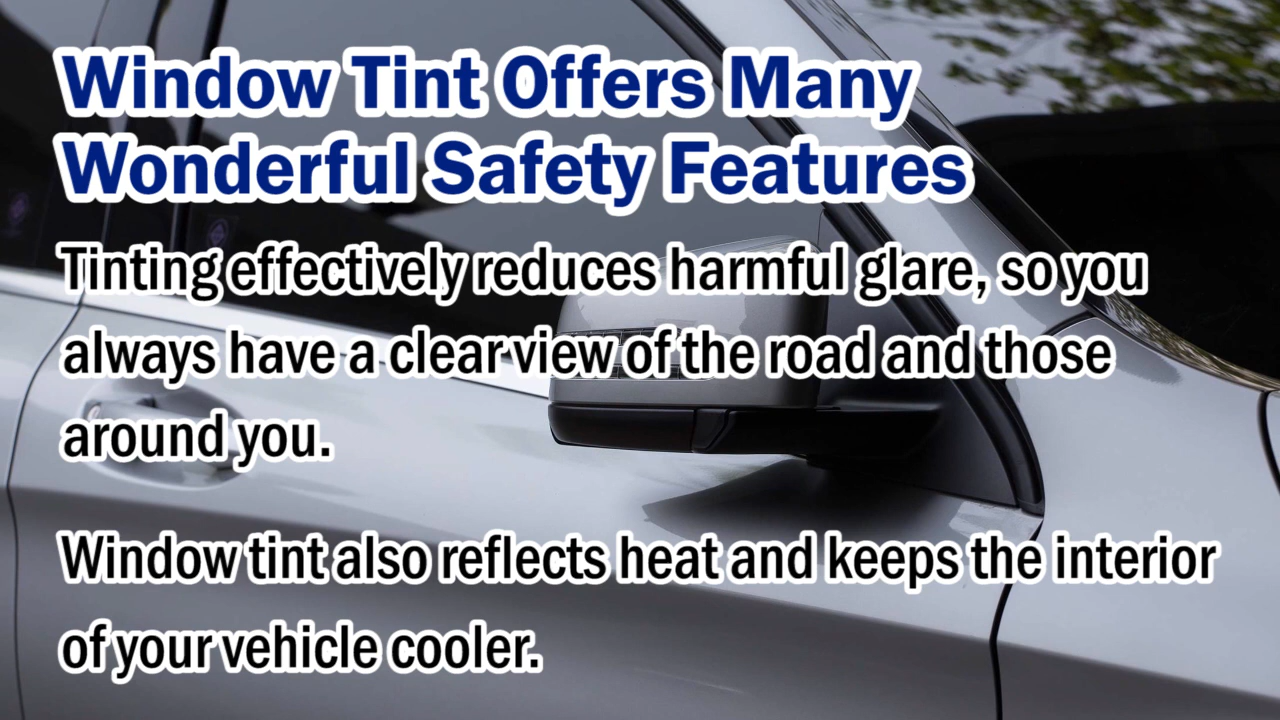 Window Tint Offers Many
Wonderful Safety Features
Tinting effectively reduces harmful glare, so you
always have a clear view of the road and those
around you.
Window tint also reflects heat and keeps the interior
of your vehicle cooler.